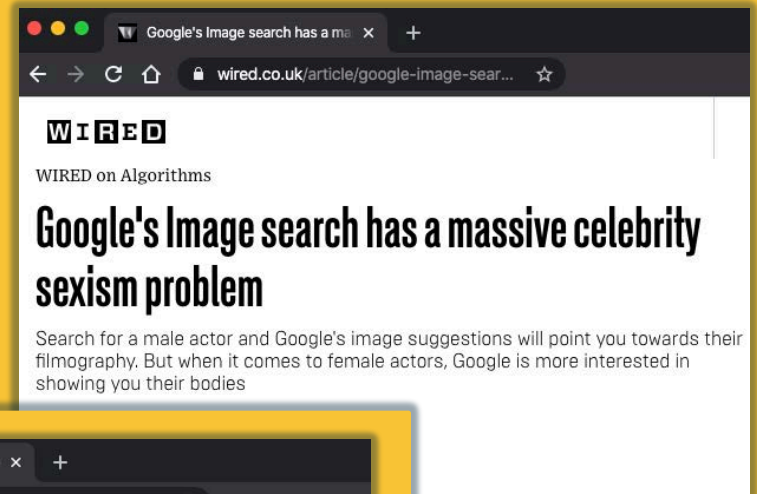 Google's Image search has a ma
wired.co.uk/article/google-image-sear...
WIRED
WIRED on Algorithms
Google's Image search has a massive celebrity
sexism problem
Search for a male actor and Google's image suggestions will point you towards their
filmography. But when it comes to female actors, Google is more interested in
showing you their bodies